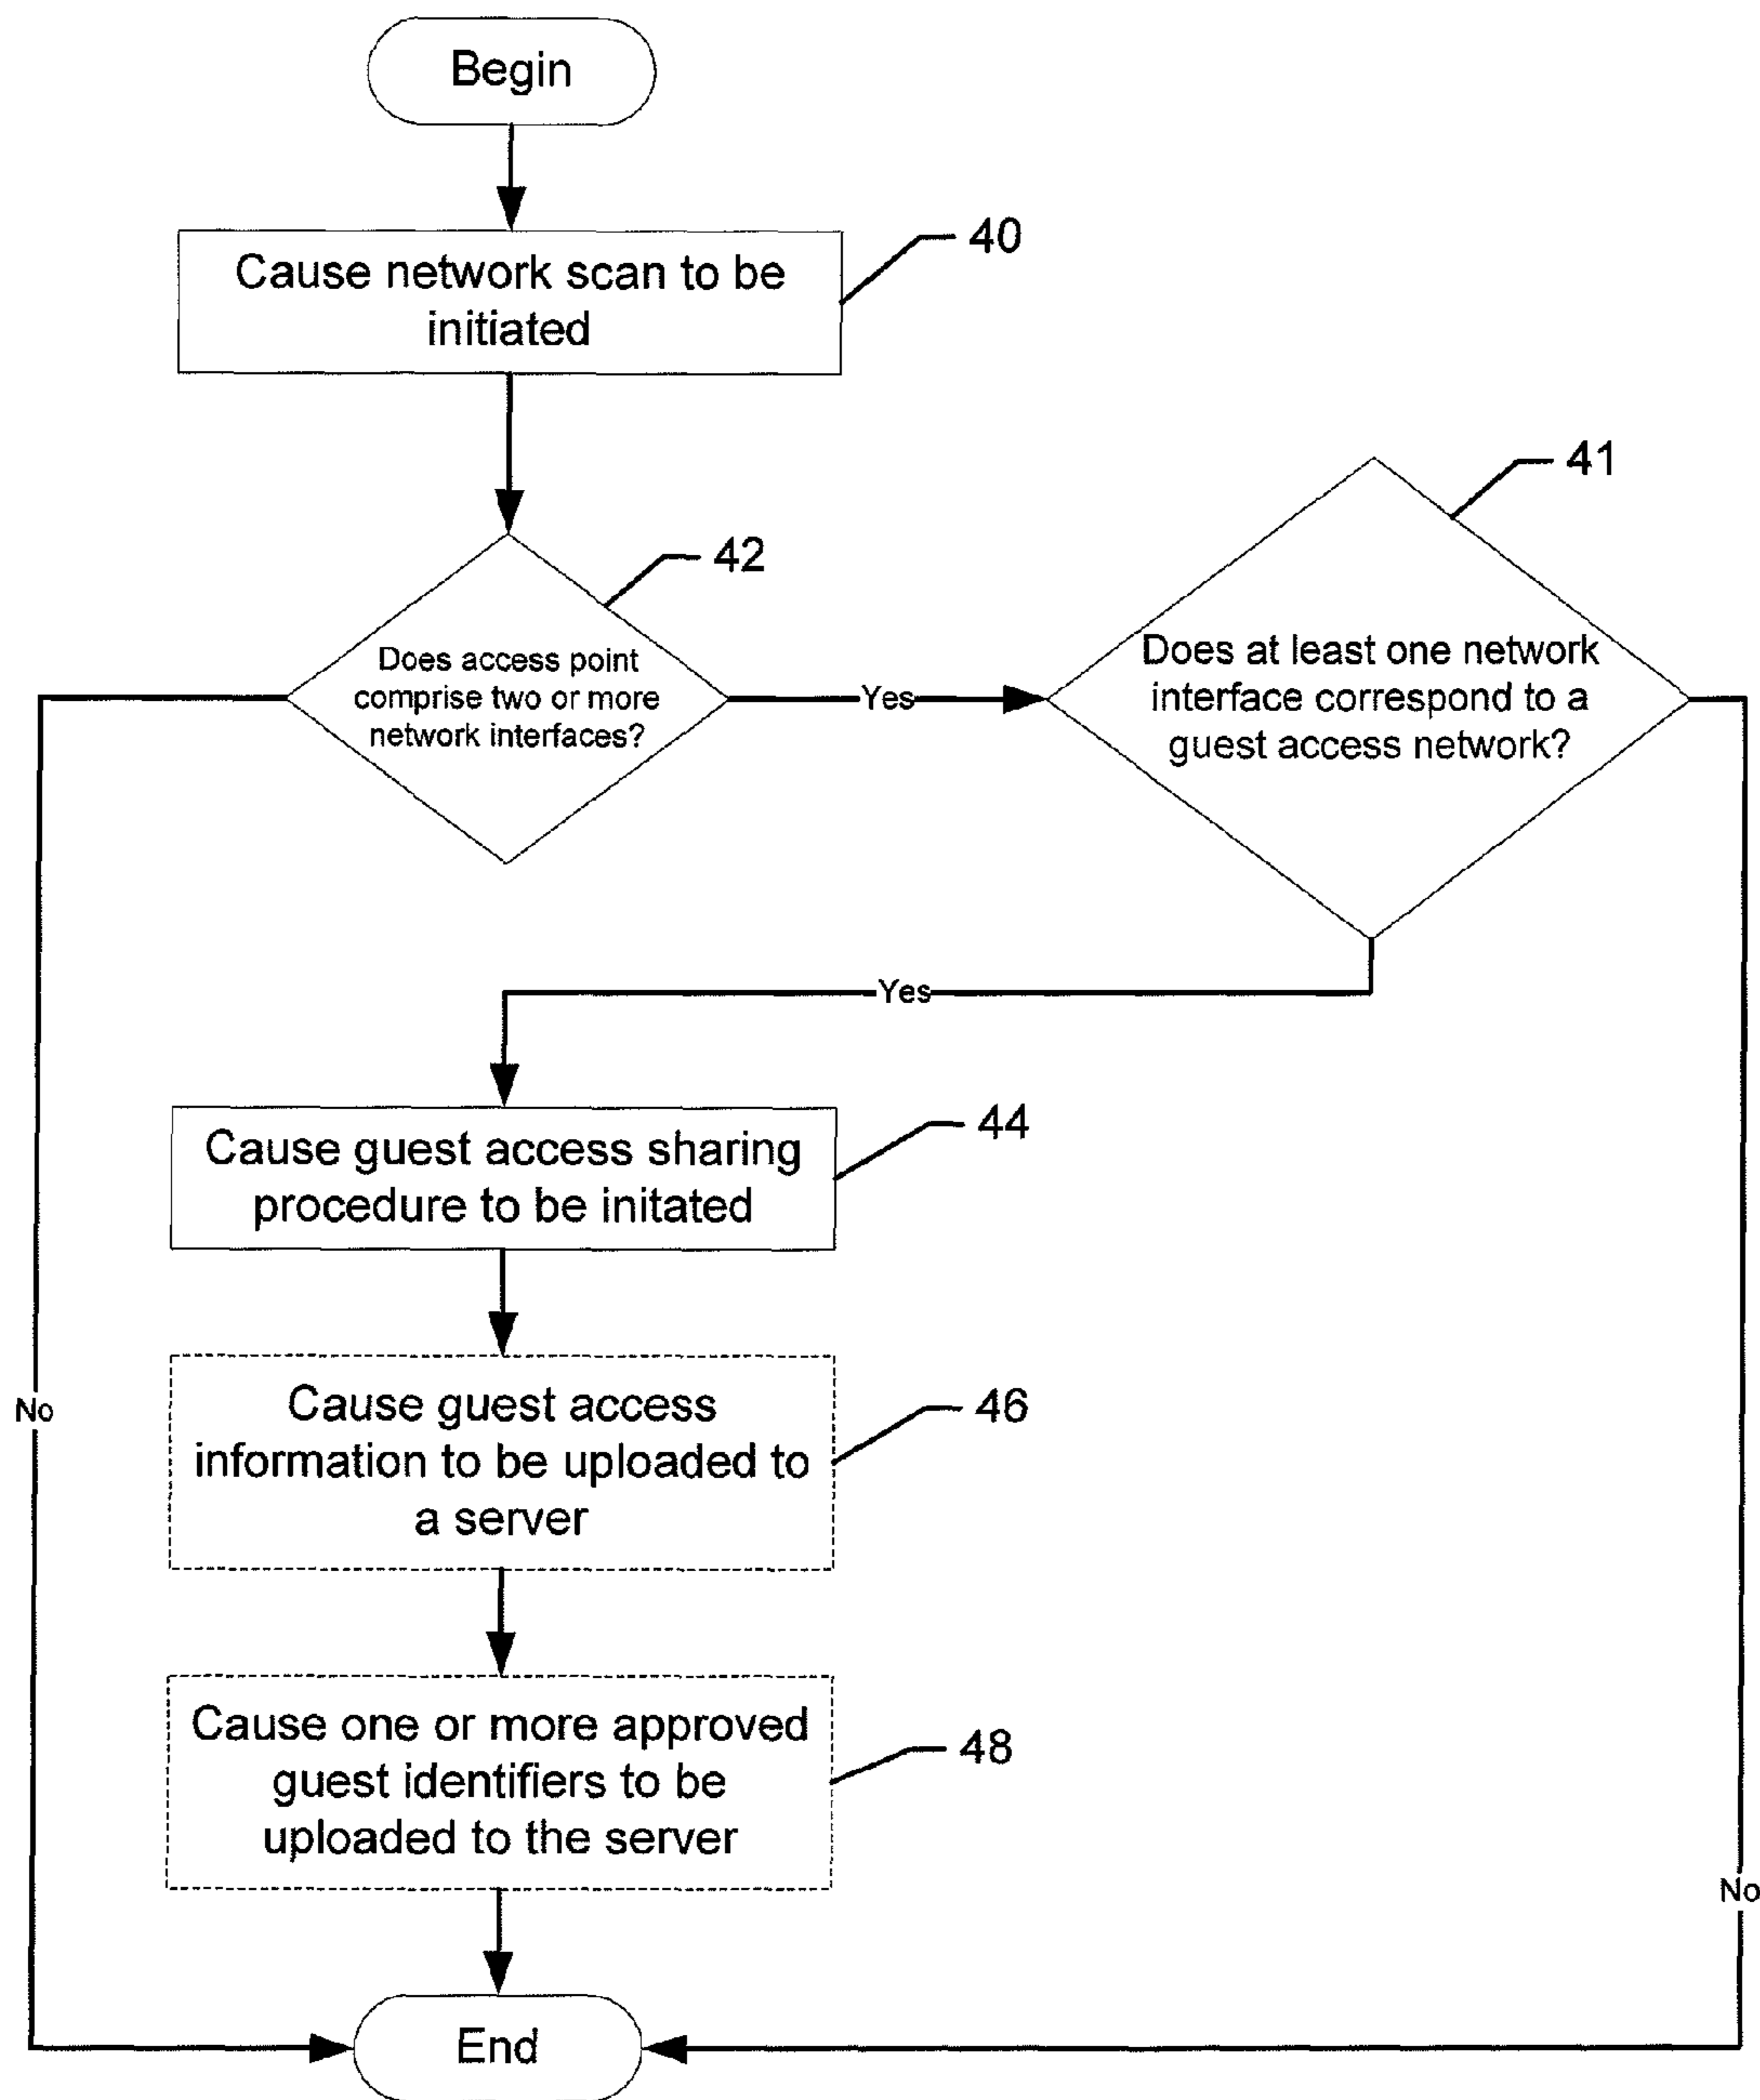 Begin
Cause network scan to be
initiated
40
42
Does access point
comprise two or more
network interfaces?
Yes
41
Does at least one network
interface correspond to a
guest access network?
Yes
Cause guest access sharing
procedure to be initated
44
No
Cause guest access
information to be uploaded to
a server
46
Cause one or more approved
guest identifiers to be
uploaded to the server
48
No
End